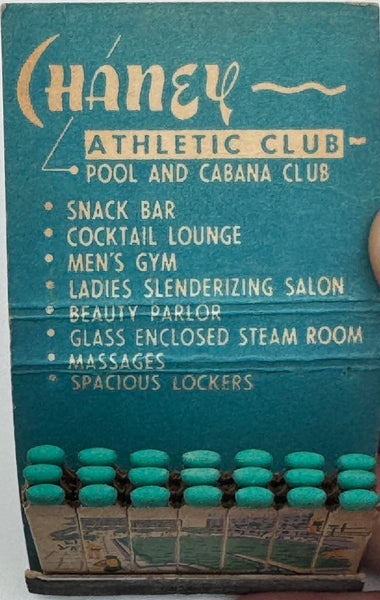 CHANEY
ATHLETIC CLUB
POOL AND CABANA CLUB
• SNACK BAR
• COCKTAIL LOUNGE
• MEN'S GYM
• LADIES SLENDERIZING SALON
• BEAUTY PARLOR
• GLASS ENCLOSED STEAM ROOM
• MASSAGES
• SPACIOUS LOCKERS